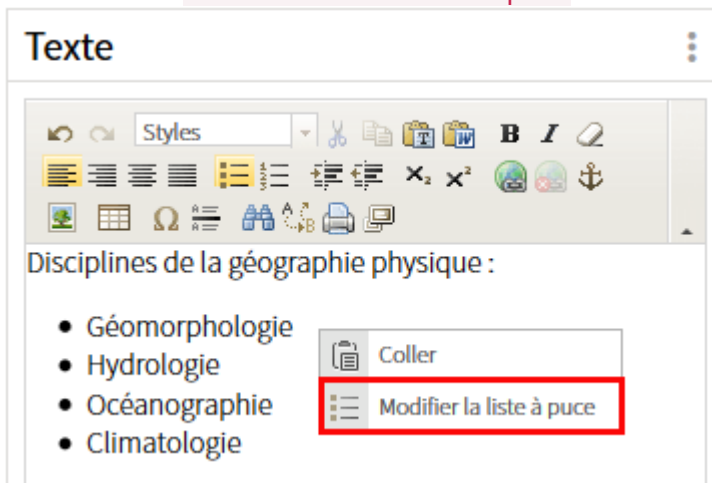 Texte
Styles
Disciplines de la géographie physique :
Géomorphologie
Hydrologie
Océanographie
Climatologie
Coller
Modifier la liste à puce